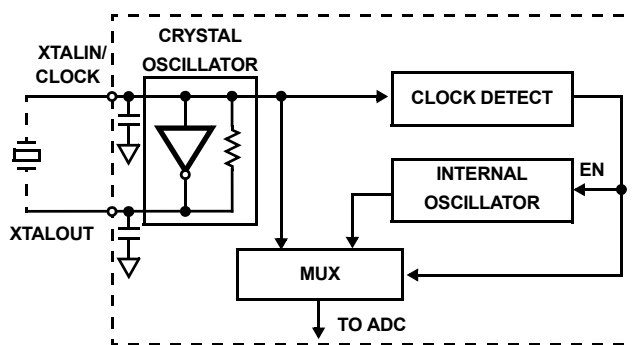 CRYSTAL
OSCILLATOR
XTALIN/
CLOCK
CLOCK DETECT
INTERNAL
OSCILLATOR
EN
XTALOUT
MUX
TO ADC